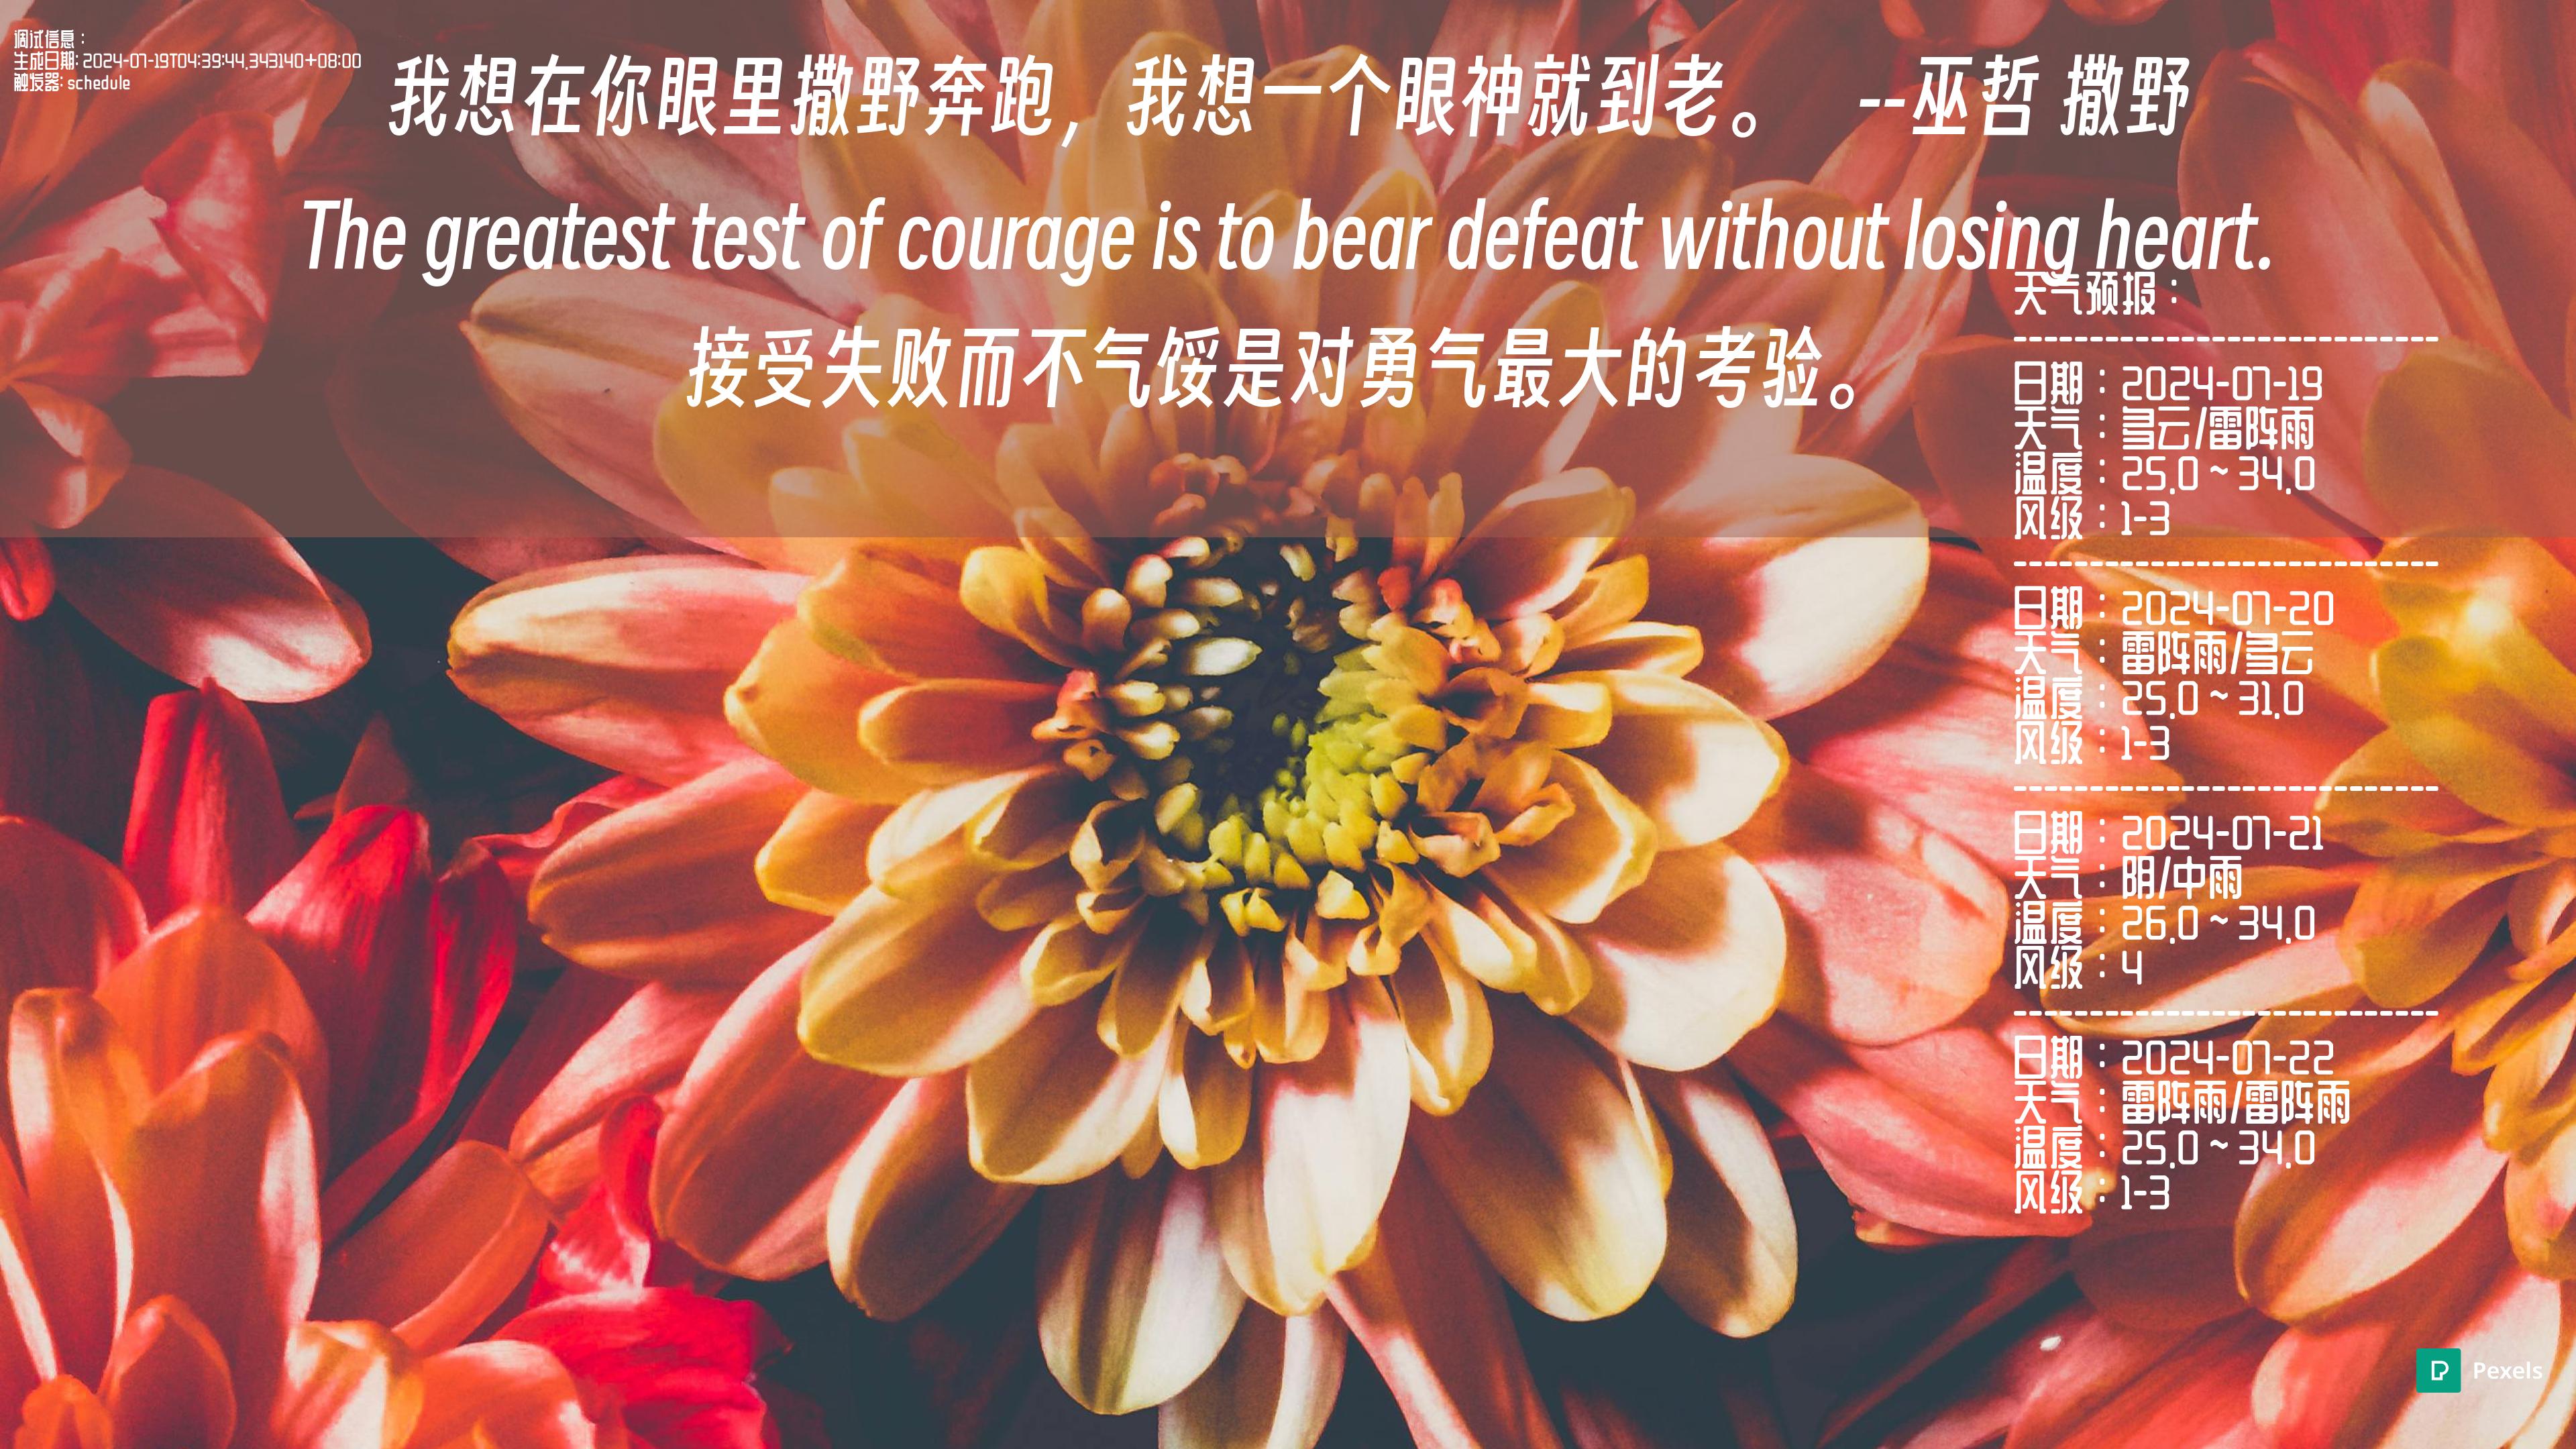 调试信息：
生成日期: 2024-07-19T04:39:44.343140+08:00
触发器: schedule
我想在你眼里撒野奔跑，我想一个眼神就到老。 --巫哲 撒野
The greatest test of courage is to bear defeat without losing heart.
接受失败而不气馁是对勇气最大的考验。
天气预报：
------------------------------
日期：2024-07-19
天气：多云/雷阵雨
温度：25.0 ~ 34.0
风级：1-3
------------------------------
日期：2024-07-20
天气：雷阵雨/多云
温度：25.0 ~ 31.0
风级：1-3
------------------------------
日期：2024-07-21
天气：阴/中雨
温度：26.0 ~ 34.0
风级：4
------------------------------
日期：2024-07-22
天气：雷阵雨/雷阵雨
温度：25.0 ~ 34.0
风级：1-3
Pexels